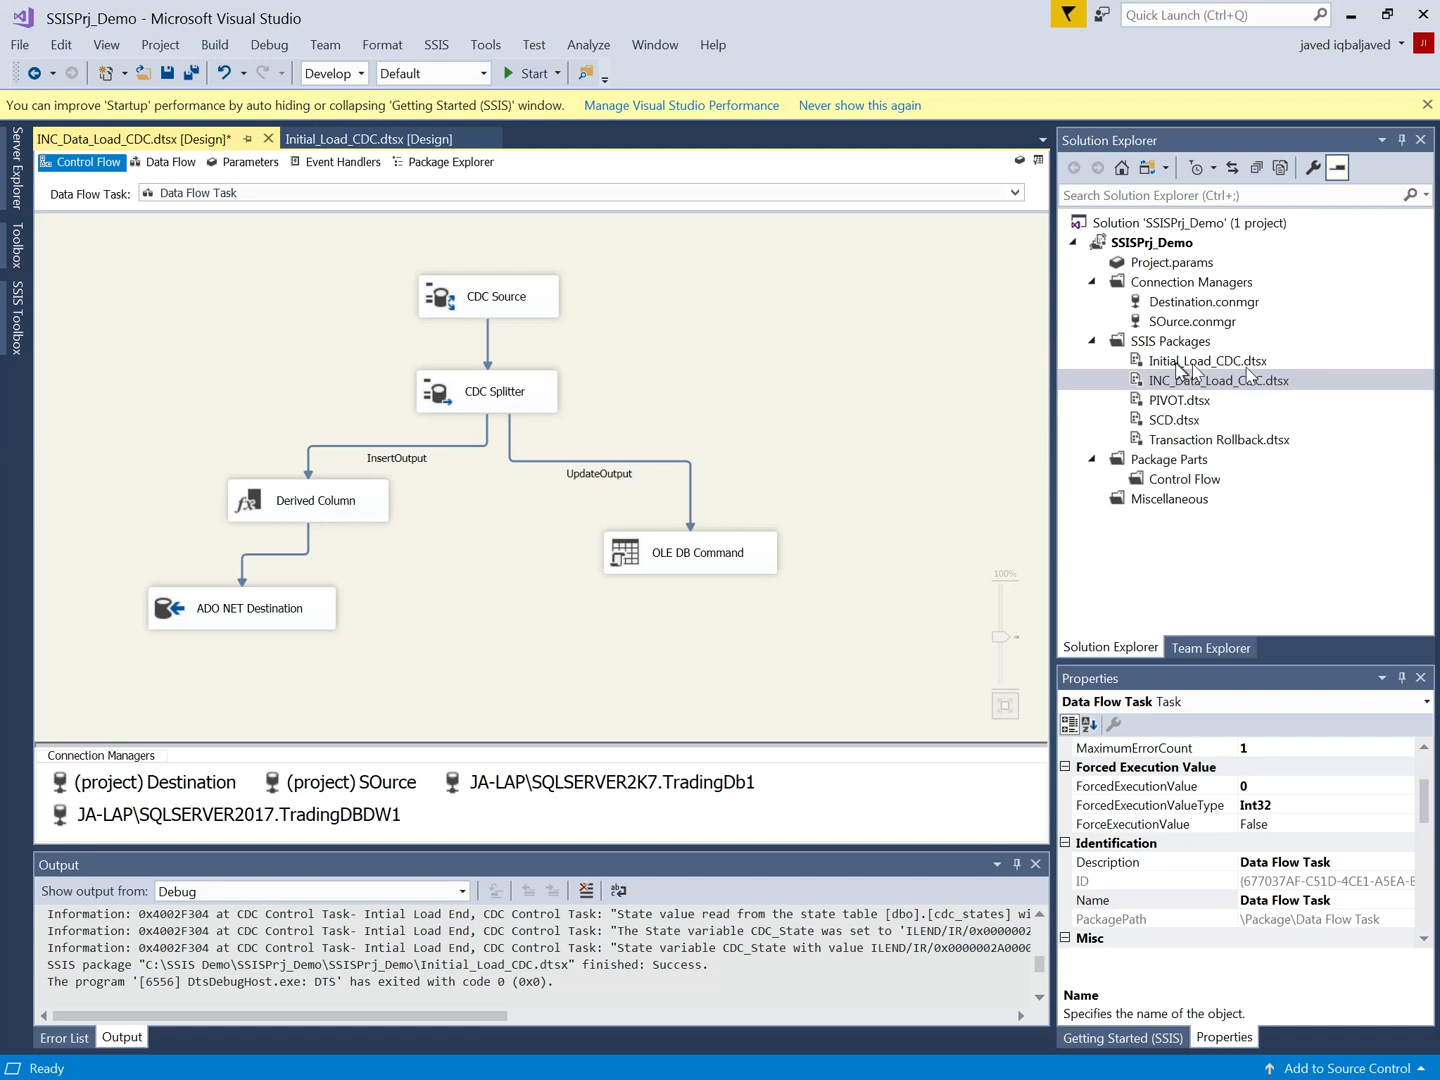 SSISPrj_Demo - Microsoft Visual Studio
Quick Launch (Ctrl+Q)
File Edit View Project Build Debug Team Format SSIS Tools Test Analyze Window Help
javed iqbaljaved JI
Develop Default Start
You can improve 'Startup' performance by auto hiding or collapsing 'Getting Started (SSIS)' window. Manage Visual Studio Performance Never show this again
Server Explorer
Toolbox
SSIS Toolbox
INC_Data_Load_CDC.dtsx [Design]* Initial_Load_CDC.dtsx [Design]
Control Flow Data Flow Parameters Event Handlers Package Explorer
Data Flow Task: Data Flow Task
CDC Source
CDC Splitter
InsertOutput
UpdateOutput
fx Derived Column
OLE DB Command
ADO NET Destination
100%
Connection Managers
(project) Destination (project) SOurce JA-LAP\SQLSERVER2K7.TradingDb1
JA-LAP\SQLSERVER2017.TradingDBDW1
Output
Show output from: Debug
Information: 0x4002F304 at CDC Control Task- Intial Load End, CDC Control Task: "State value read from the state table [dbo].[cdc_states] wi
Information: 0x4002F304 at CDC Control Task- Intial Load End, CDC Control Task: "The State variable CDC_State was set to 'ILEND/IR/0x0000002
Information: 0x4002F304 at CDC Control Task- Intial Load End, CDC Control Task: "State variable CDC_State with value ILEND/IR/0x0000002A0000
SSIS package "C:\SSIS Demo\SSISPrj_Demo\SSISPrj_Demo\Initial_Load_CDC.dtsx" finished: Success.
The program '[6556] DtsDebugHost.exe: DTS' has exited with code 0 (0x0).
Error List Output
Solution Explorer
Search Solution Explorer (Ctrl+;)
Solution 'SSISPrj_Demo' (1 project)
SSISPrj_Demo
Project.params
Connection Managers
Destination.conmgr
SOurce.conmgr
SSIS Packages
Initial_Load_CDC.dtsx
INC_Data_Load_CDC.dtsx
PIVOT.dtsx
SCD.dtsx
Transaction Rollback.dtsx
Package Parts
Control Flow
Miscellaneous
Solution Explorer Team Explorer
Properties
Data Flow Task Task
MaximumErrorCount 1
Forced Execution Value
ForcedExecutionValue 0
ForcedExecutionValueType Int32
ForceExecutionValue False
Identification
Description Data Flow Task
ID {677037AF-C51D-4CE1-A5EA-E
Name Data Flow Task
PackagePath \Package\Data Flow Task
Misc
Name
Specifies the name of the object.
Getting Started (SSIS) Properties
Ready
Add to Source Control